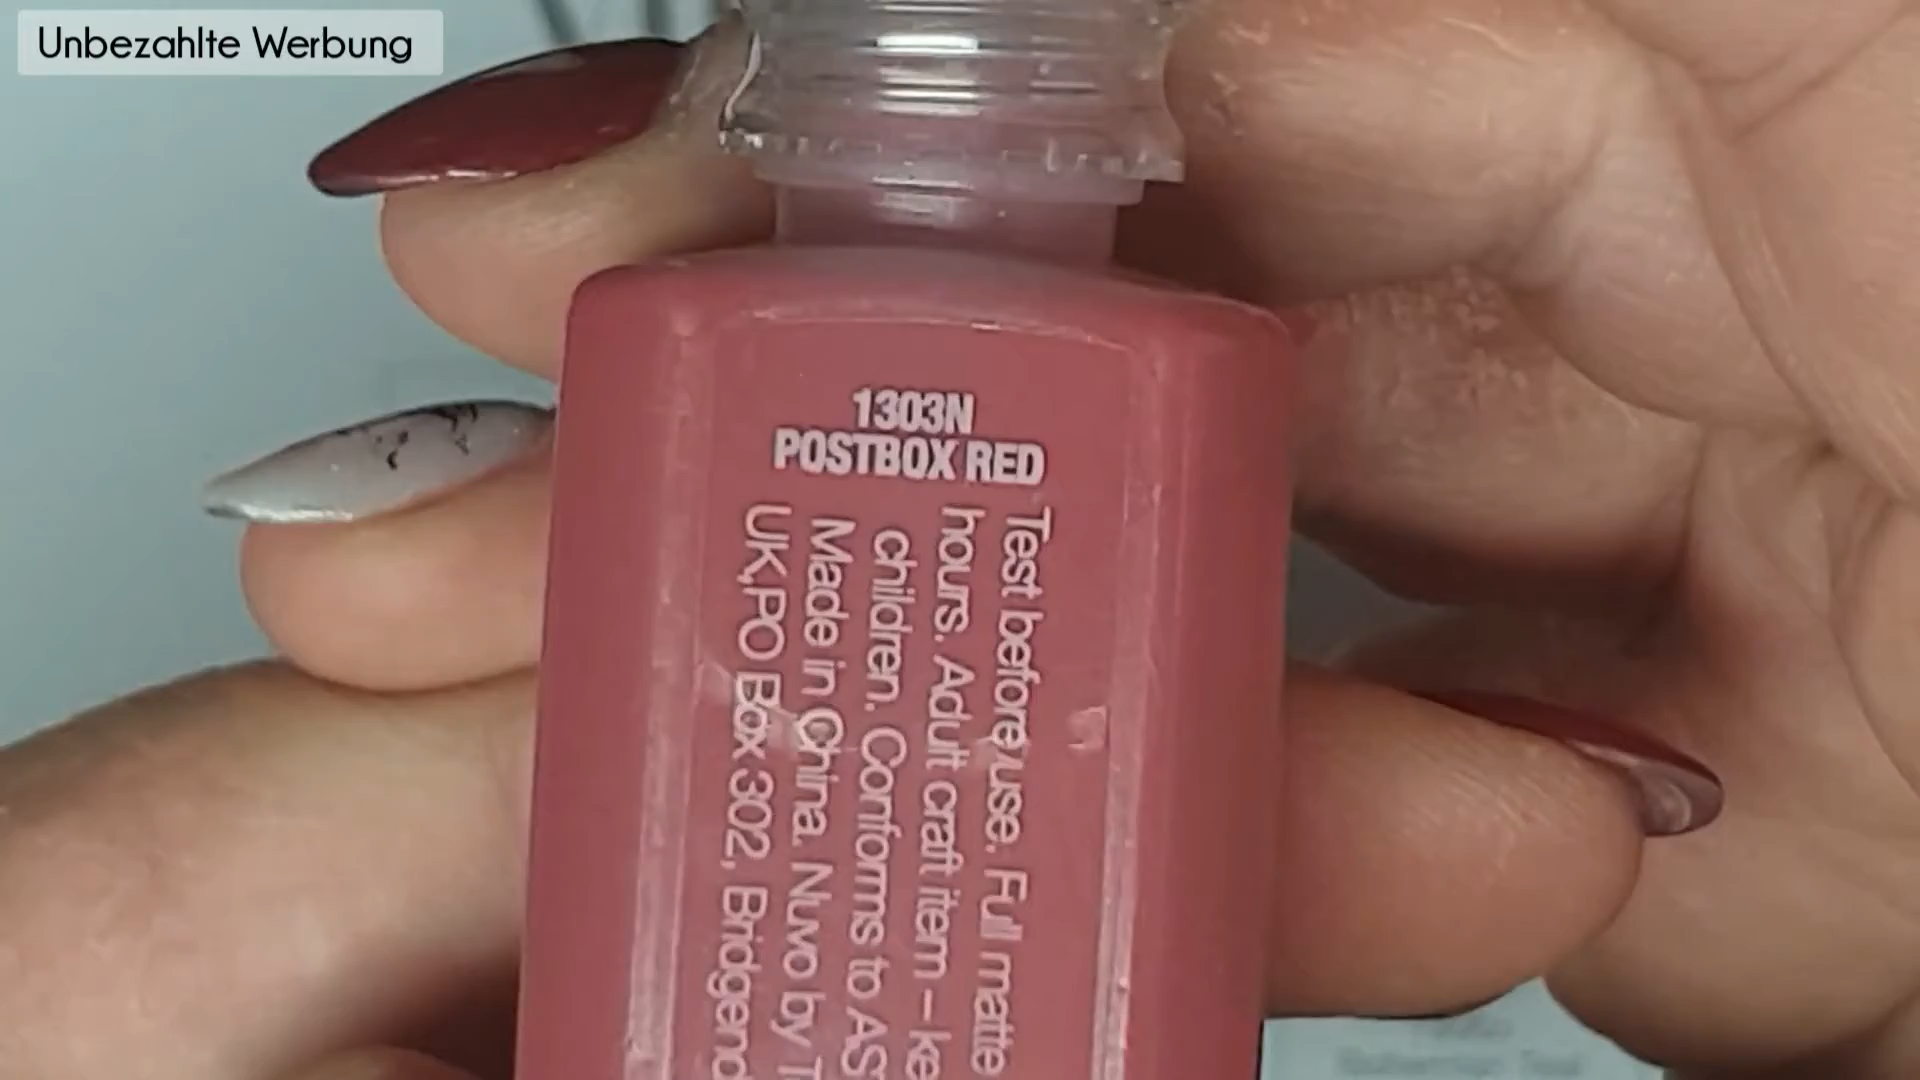 Unbezahlte Werbung
1303N
POSTBOX RED
Test before use. Full matte
hours. Adult craft item – ke
children. Conforms to AS
Made in China. Nuvo by T
UK, PO Box 302, Bridgend